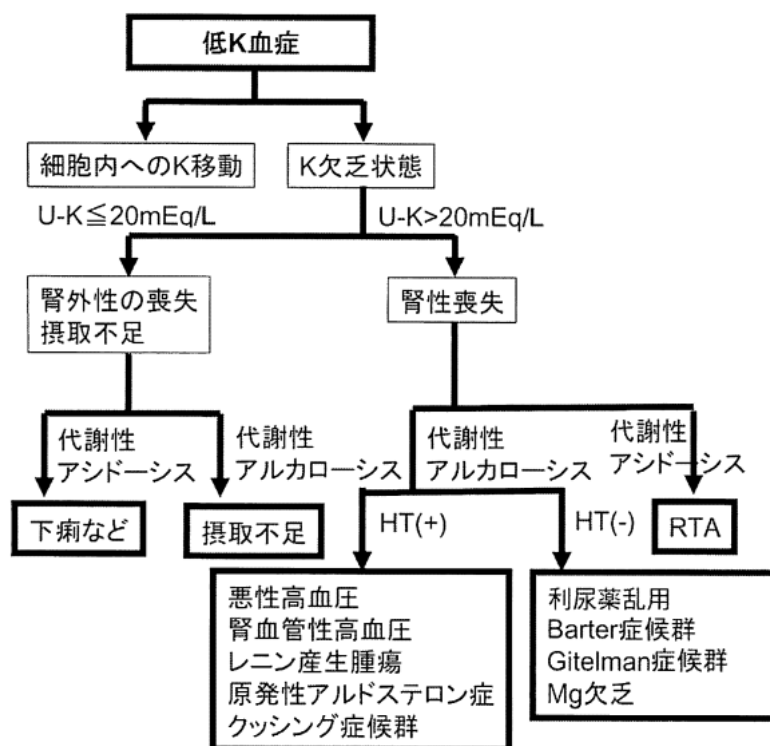 低K血症
細胞内へのK移動
K欠乏状態
U-K≦20mEq/L
U-K>20mEq/L
腎外性の喪失
摂取不足
腎性喪失
代謝性
アシドーシス
代謝性
アルカローシス
代謝性
アルカローシス
代謝性
アシドーシス
下痢など
摂取不足
HT(+)
HT(-)
RTA
悪性高血圧
腎血管性高血圧
レニン産生腫瘍
原発性アルドステロン症
クッシング症候群
利尿薬乱用
Barter症候群
Gitelman症候群
Mg欠乏